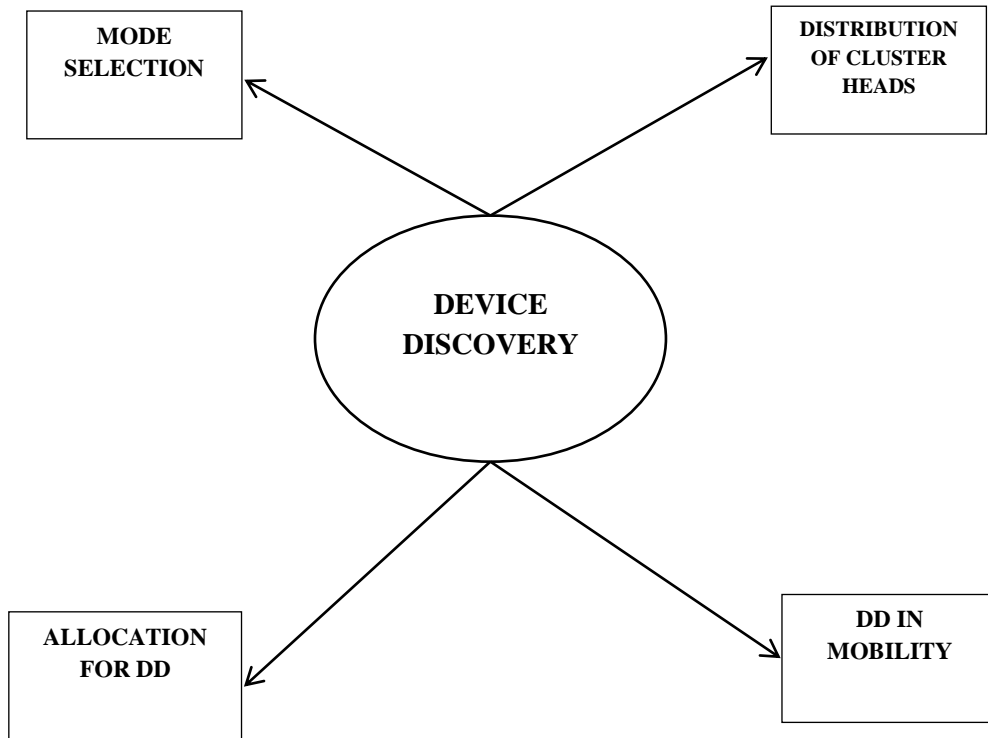 MODE
SELECTION
DISTRIBUTION
OF CLUSTER
HEADS
DEVICE
DISCOVERY
ALLOCATION
FOR DD
DD IN
MOBILITY